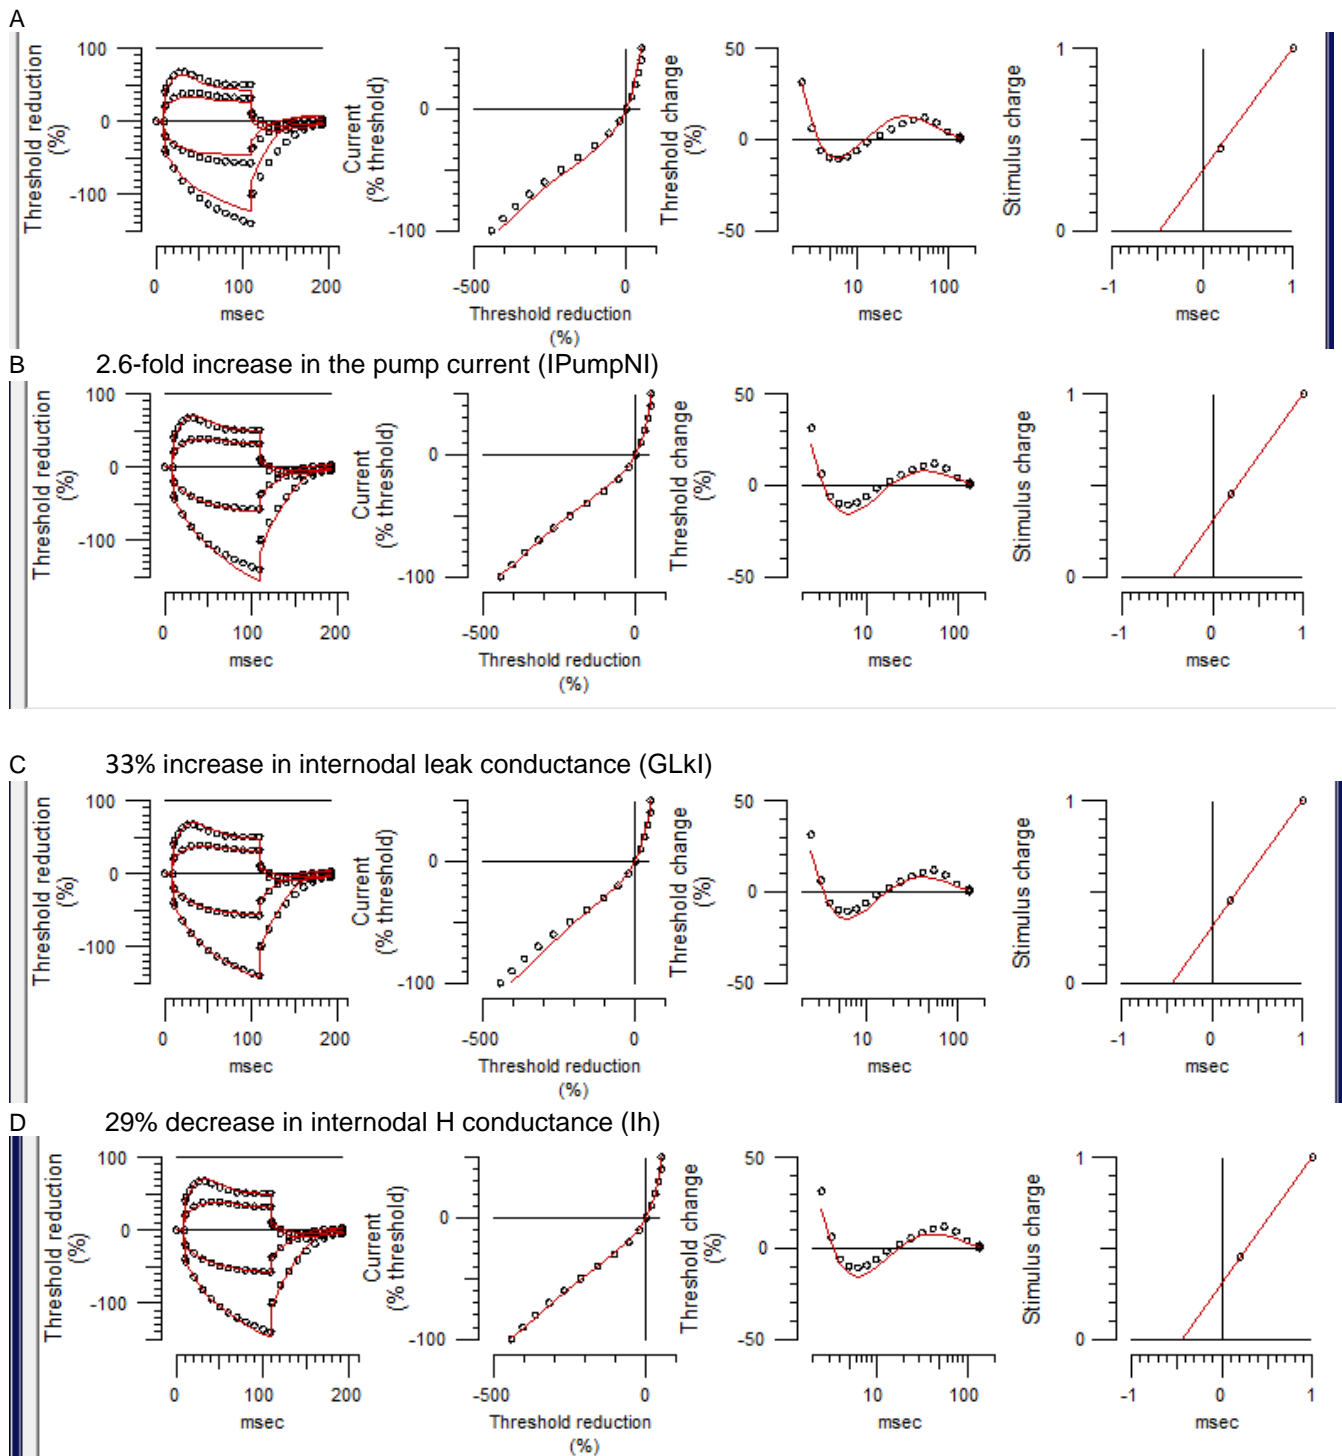 A
Threshold reduction
(%)
100
0
-100
0 100 200
msec
Current
(% threshold)
0
-100
-500 0
Threshold reduction
(%)
Threshold change
(%)
50
0
-50
10 100
msec
Stimulus charge
1
0
-1 0 1
msec
B 2.6-fold increase in the pump current (IPumpNI)
Threshold reduction
(%)
100
0
-100
0 100 200
msec
Current
(% threshold)
0
-100
-500 0
Threshold reduction
(%)
Threshold change
(%)
50
0
-50
10 100
msec
Stimulus charge
1
0
-1 0 1
msec
C 33% increase in internodal leak conductance (GLkI)
Threshold reduction
(%)
100
0
-100
0 100 200
msec
Current
(% threshold)
0
-100
-500 0
Threshold reduction
(%)
Threshold change
(%)
50
0
-50
10 100
msec
Stimulus charge
1
0
-1 0 1
msec
D 29% decrease in internodal H conductance (Ih)
Threshold reduction
(%)
100
0
-100
0 100 200
msec
Current
(% threshold)
0
-100
-500 0
Threshold reduction
(%)
Threshold change
(%)
50
0
-50
10 100
msec
Stimulus charge
1
0
-1 0 1
msec